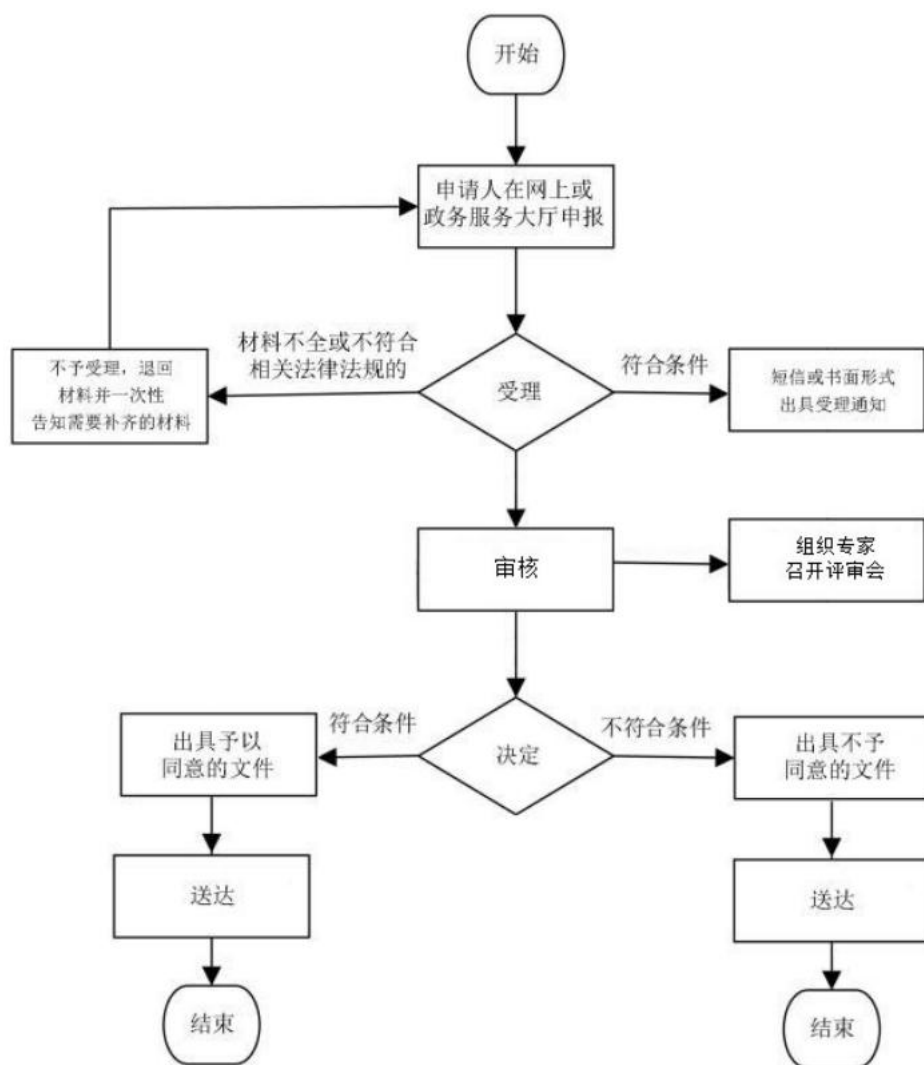 开始
申请人在网上或
政务服务大厅申报
材料不全或不符合
相关法律法规的
符合条件
不予受理，退回
材料并一次性
告知需要补齐的材料
受理
短信或书面形式
出具受理通知
审核
组织专家
召开评审会
符合条件
不符合条件
出具予以
同意的文件
决定
出具不予
同意的文件
送达
送达
结束
结束